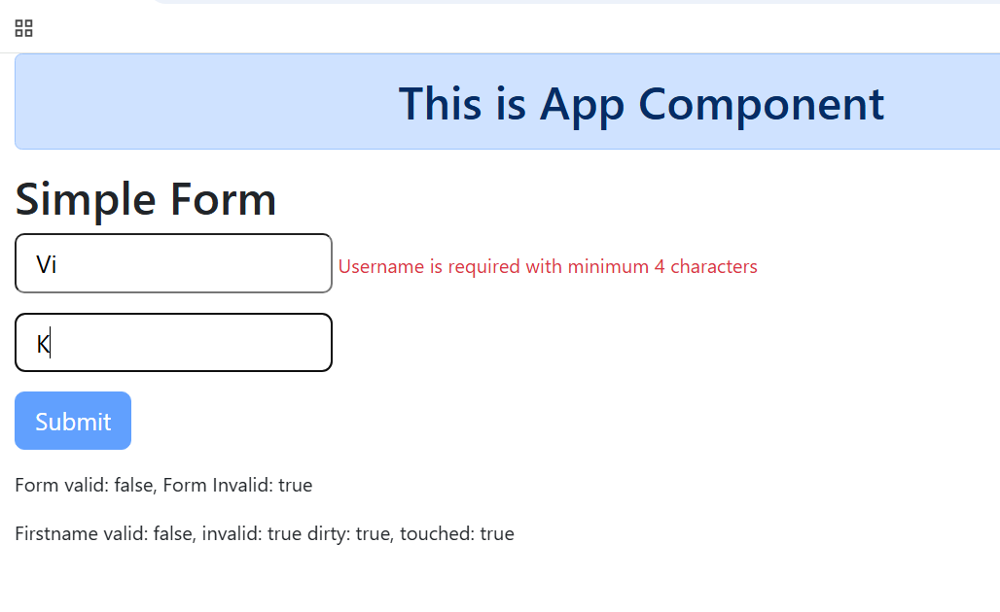 This is App Component
Simple Form
Vi
Username is required with minimum 4 characters
K
Submit
Form valid: false, Form Invalid: true
Firstname valid: false, invalid: true dirty: true, touched: true